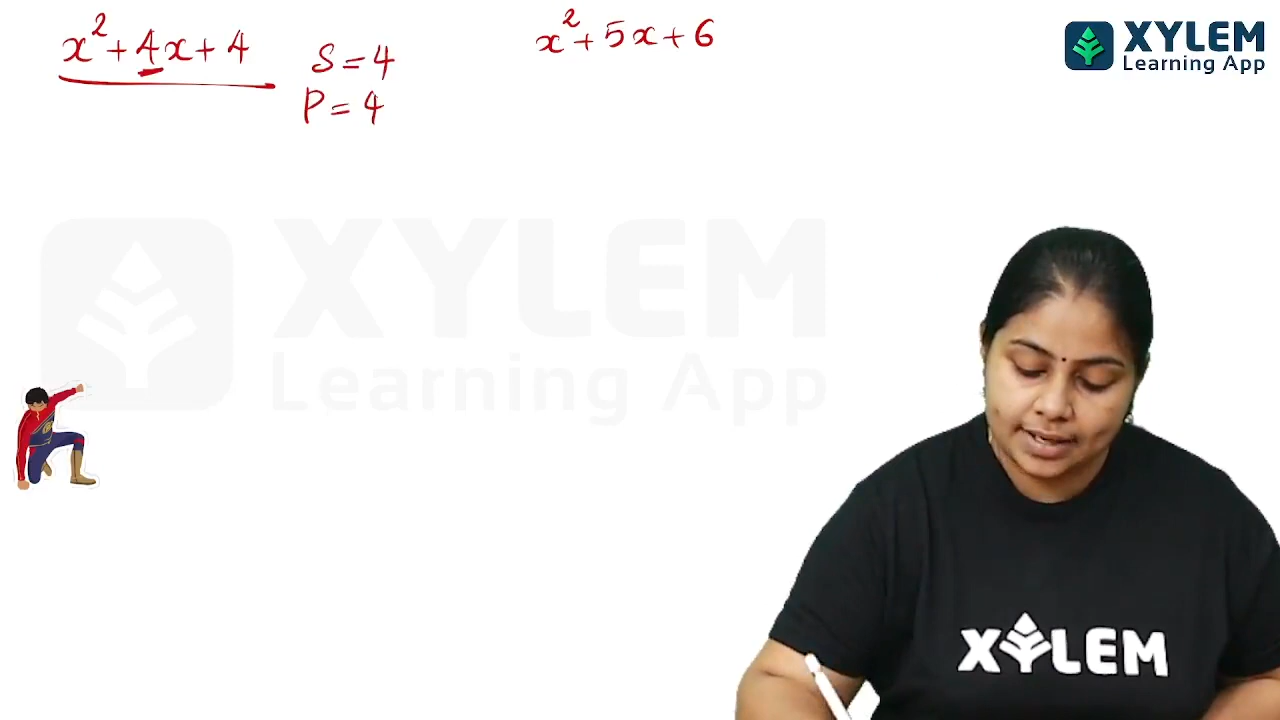 x²+4x+4
S=4
P=4
x²+5x+6
XYLEM
Learning App
XYLEM
Learning App
XYLEM